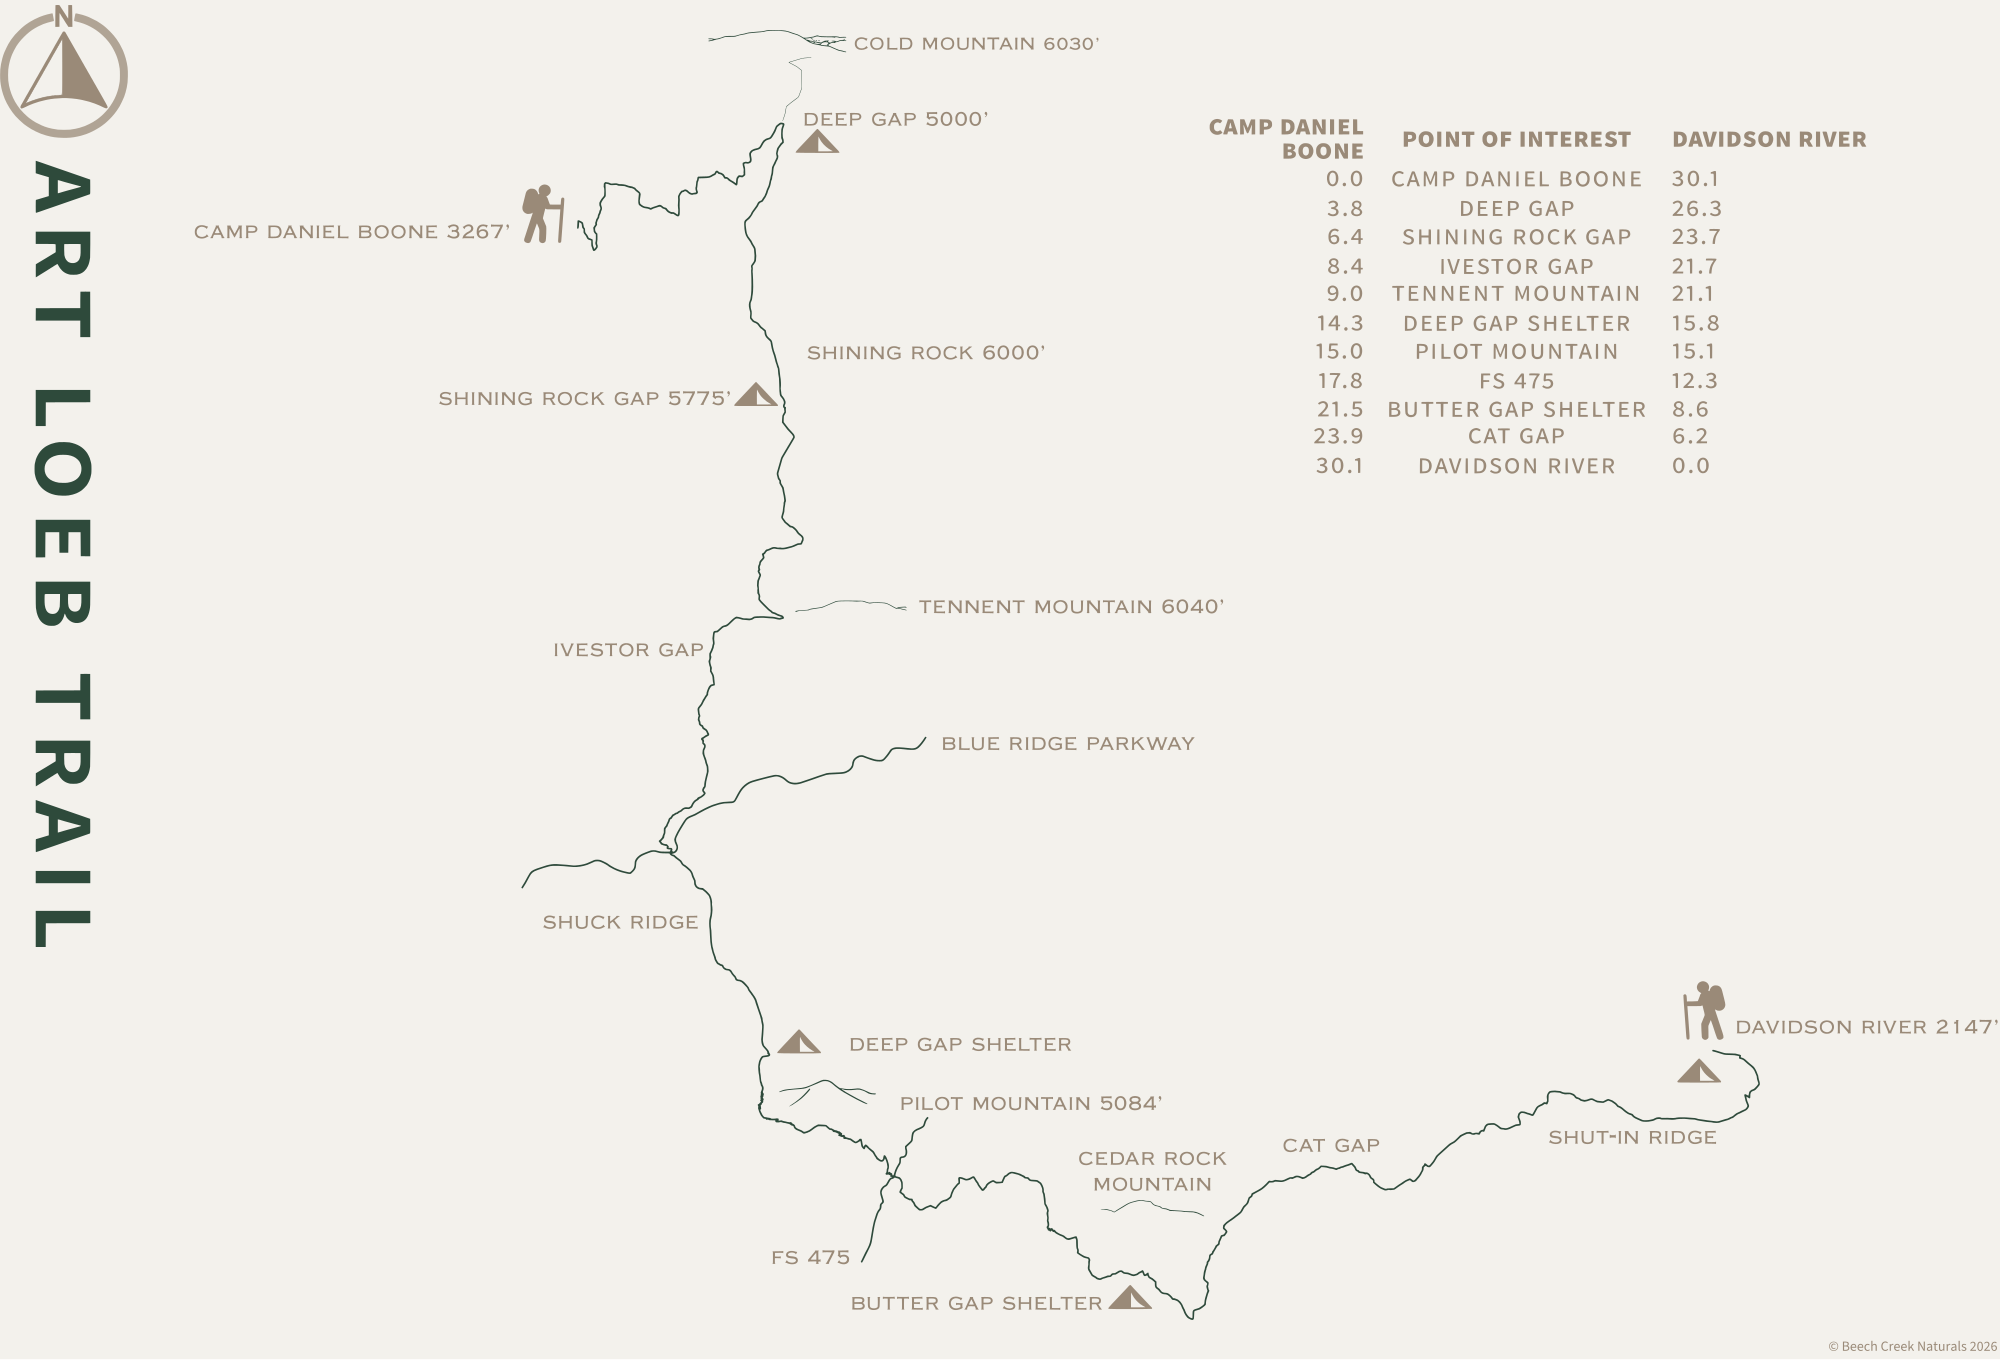 N
ART LOEB TRAIL
COLD MOUNTAIN 6030’
DEEP GAP 5000’
CAMP DANIEL BOONE 3267’
SHINING ROCK 6000’
SHINING ROCK GAP 5775’
TENNENT MOUNTAIN 6040’
IVESTOR GAP
BLUE RIDGE PARKWAY
SHUCK RIDGE
DEEP GAP SHELTER
PILOT MOUNTAIN 5084’
FS 475
CEDAR ROCK
MOUNTAIN
BUTTER GAP SHELTER
CAT GAP
SHUT-IN RIDGE
DAVIDSON RIVER 2147’
CAMP DANIEL
BOONE POINT OF INTEREST DAVIDSON RIVER
0.0 CAMP DANIEL BOONE 30.1
3.8 DEEP GAP 26.3
6.4 SHINING ROCK GAP 23.7
8.4 IVESTOR GAP 21.7
9.0 TENNENT MOUNTAIN 21.1
14.3 DEEP GAP SHELTER 15.8
15.0 PILOT MOUNTAIN 15.1
17.8 FS 475 12.3
21.5 BUTTER GAP SHELTER 8.6
23.9 CAT GAP 6.2
30.1 DAVIDSON RIVER 0.0
© Beech Creek Naturals 2026